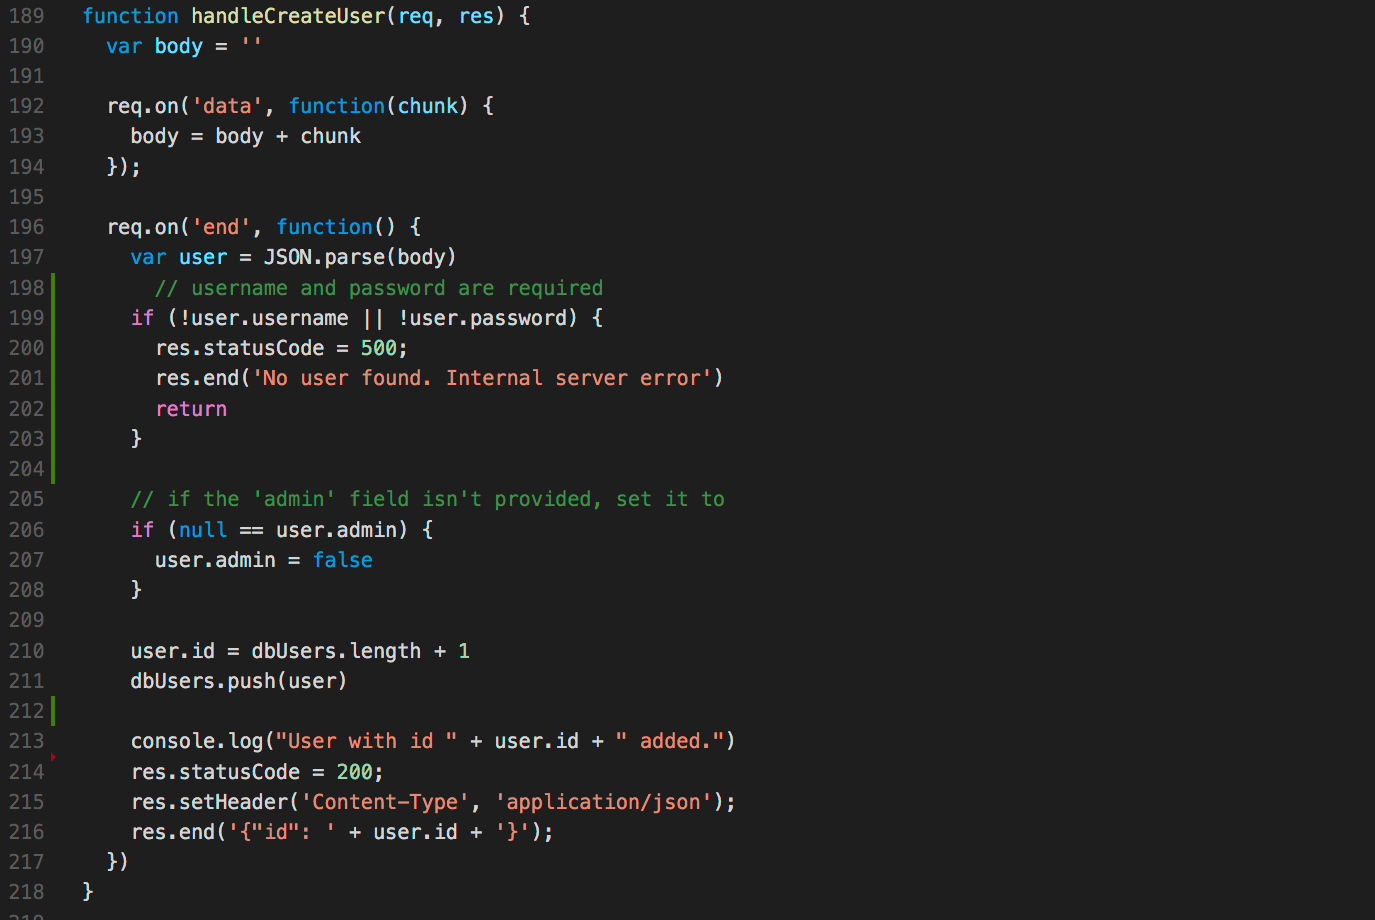 189 function handleCreateUser(req, res) {
190 var body = ''
191
192 req.on('data', function(chunk) {
193 body = body + chunk
194 });
195
196 req.on('end', function() {
197 var user = JSON.parse(body)
198 // username and password are required
199 if (!user.username || !user.password) {
200 res.statusCode = 500;
201 res.end('No user found. Internal server error')
202 return
203 }
204
205 // if the 'admin' field isn't provided, set it to
206 if (null == user.admin) {
207 user.admin = false
208 }
209
210 user.id = dbUsers.length + 1
211 dbUsers.push(user)
212
213 console.log("User with id " + user.id + " added.")
214 res.statusCode = 200;
215 res.setHeader('Content-Type', 'application/json');
216 res.end('{"id": ' + user.id + '}');
217 })
218 }